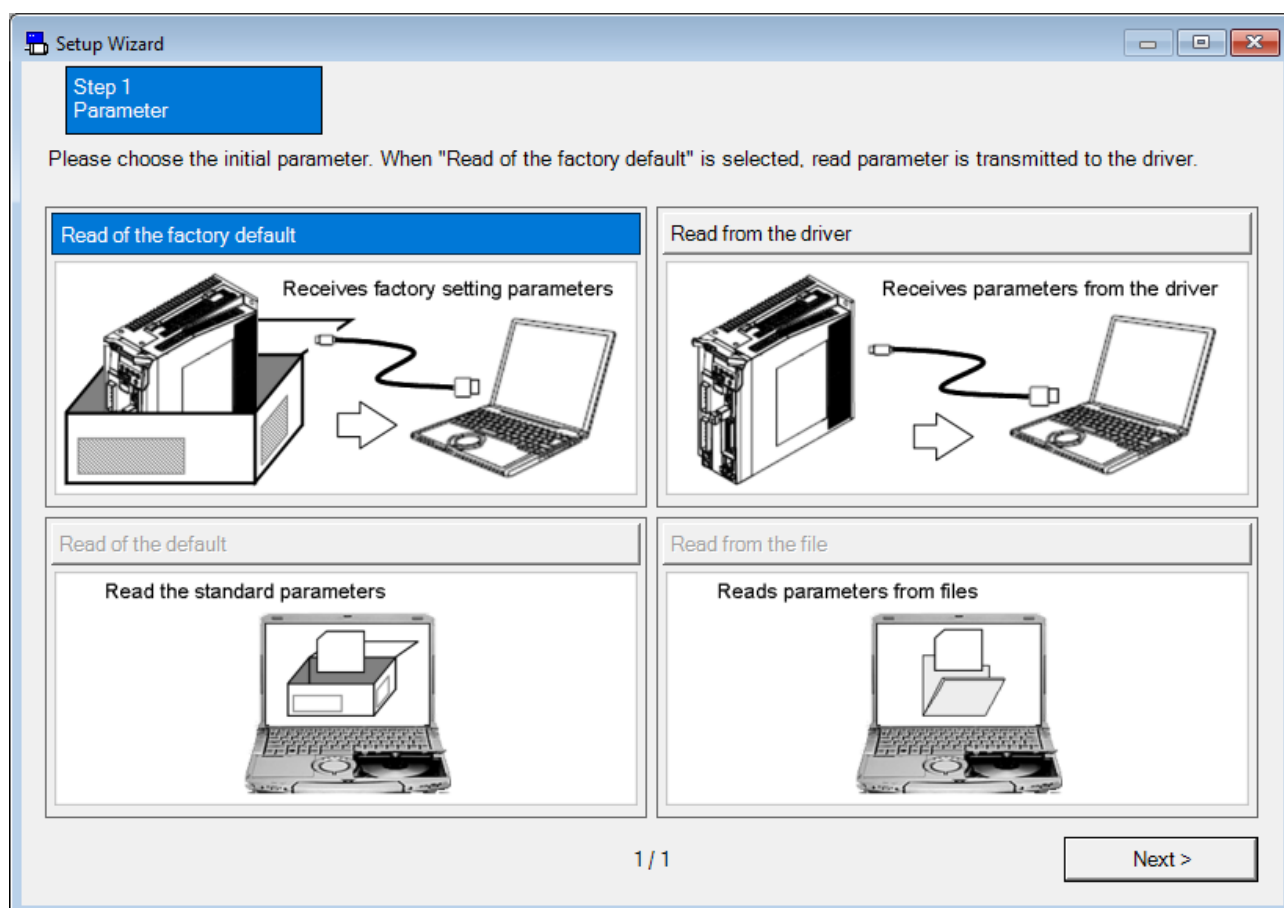 Setup Wizard
Step 1
Parameter
Please choose the initial parameter. When "Read of the factory default" is selected, read parameter is transmitted to the driver.
Read of the factory default
Receives factory setting parameters
Read from the driver
Receives parameters from the driver
Read of the default
Read the standard parameters
Read from the file
Reads parameters from files
1 / 1
Next >